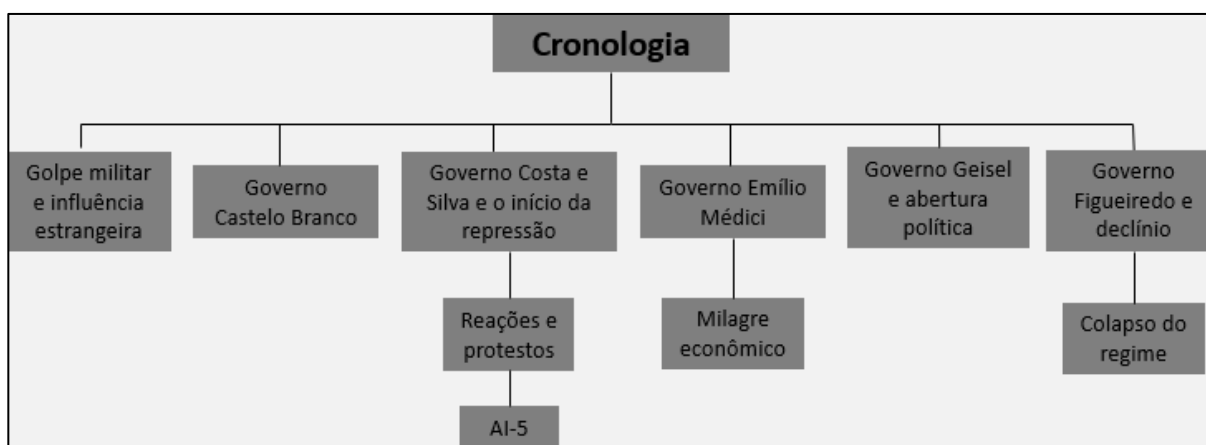 Cronologia
Golpe militar
e influência
estrangeira
Governo
Castelo Branco
Governo Costa e
Silva e o início da
repressão
Governo Emílio
Médici
Governo Geisel
e abertura
política
Governo
Figueiredo e
declínio
Reações e
protestos
Milagre
econômico
Colapso do
regime
AI-5